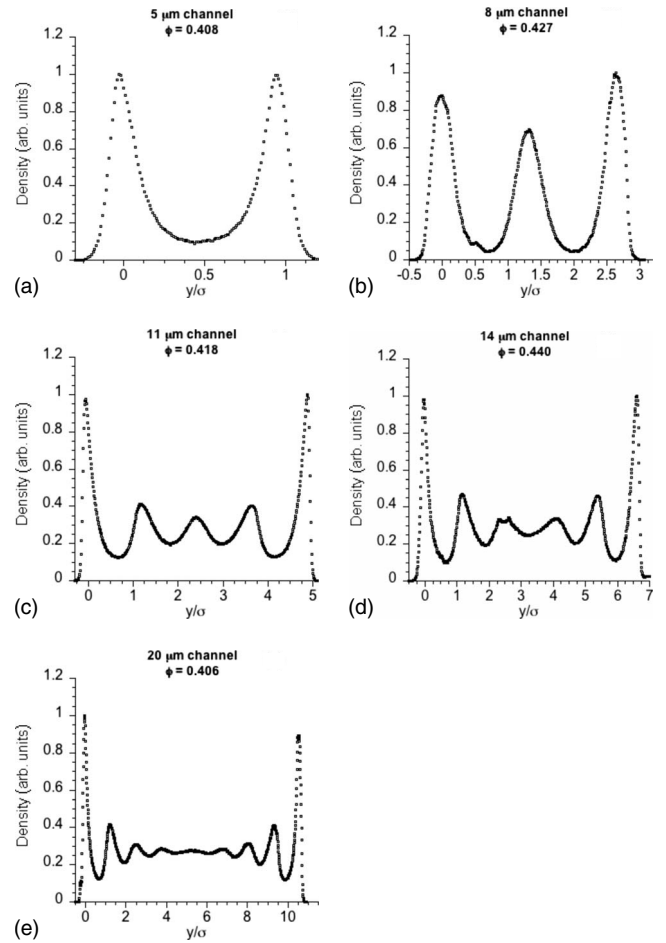 5 μm channel
ϕ = 0.408
1.2
1
0.8
0.6
0.4
0.2
0
Density (arb. units)
0
0.5
1
y/σ
(a)
8 μm channel
ϕ = 0.427
1.2
1
0.8
0.6
0.4
0.2
0
Density (arb. units)
-0.5
0
0.5
1
1.5
2
2.5
3
y/σ
(b)
11 μm channel
ϕ = 0.418
1.2
1
0.8
0.6
0.4
0.2
0
Density (arb. units)
0
1
2
3
4
5
y/σ
(c)
14 μm channel
ϕ = 0.440
1.2
1
0.8
0.6
0.4
0.2
0
Density (arb. units)
0
1
2
3
4
5
6
7
y/σ
(d)
20 μm channel
ϕ = 0.406
1.2
1
0.8
0.6
0.4
0.2
0
Density (arb. units)
0
2
4
6
8
10
y/σ
(e)